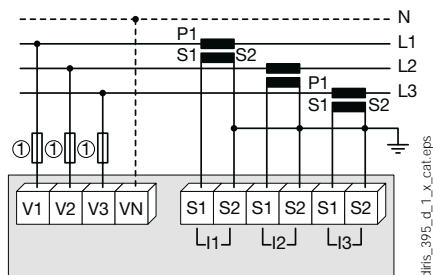 N
P1
L1
S1 S2
L2
P1
L3
S1 S2
① ① ①
V1 V2 V3 VN S1 S2 S1 S2 S1 S2
I1 I2 I3
diris_395_d_1_x_cat.eps